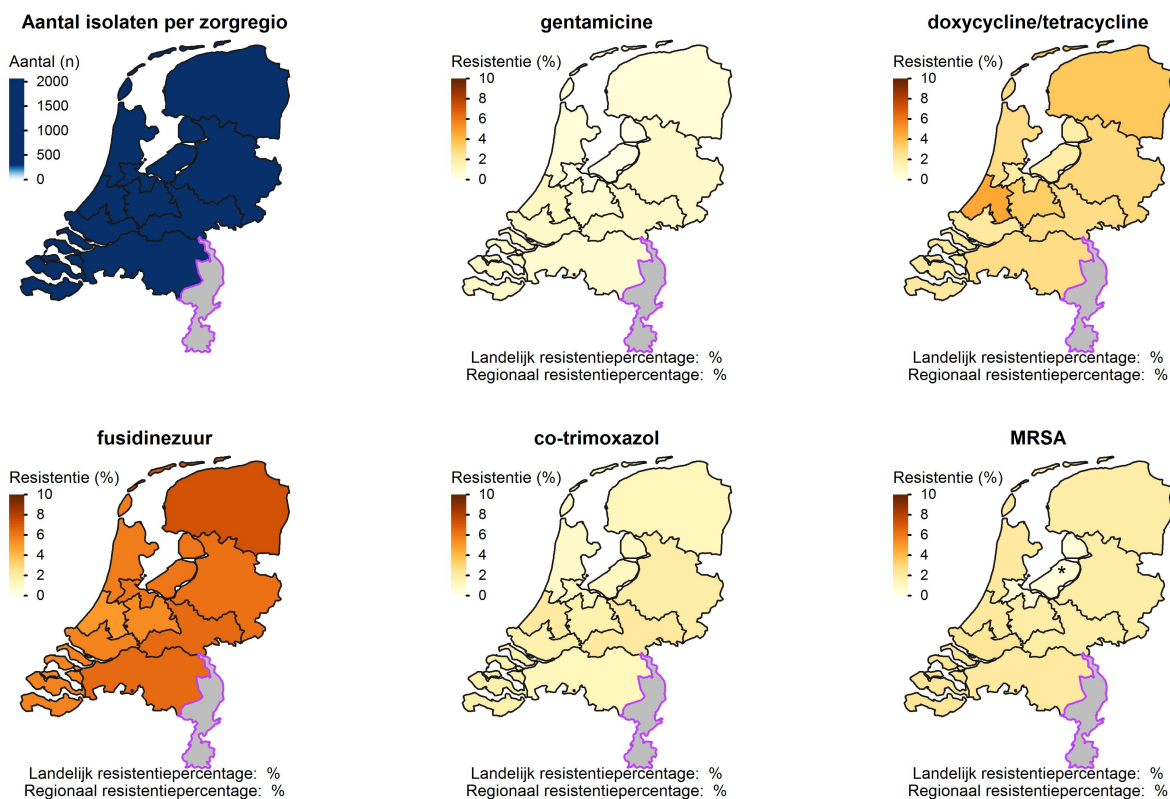 Aantal isolaten per zorgregio
Aantal (n)
2000
1500
1000
500
0
gentamicine
Resistentie (%)
10
8
6
4
2
0
Landelijk resistentiepercentage: %
Regionaal resistentiepercentage: %
doxycycline/tetracycline
Resistentie (%)
10
8
6
4
2
0
Landelijk resistentiepercentage: %
Regionaal resistentiepercentage: %
fusidinezuur
Resistentie (%)
10
8
6
4
2
0
Landelijk resistentiepercentage: %
Regionaal resistentiepercentage: %
co-trimoxazol
Resistentie (%)
10
8
6
4
2
0
Landelijk resistentiepercentage: %
Regionaal resistentiepercentage: %
MRSA
Resistentie (%)
10
8
6
4
2
0
*
Landelijk resistentiepercentage: %
Regionaal resistentiepercentage: %